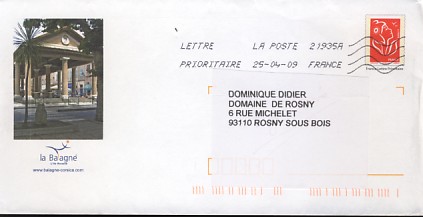 LETTRE LA POSTE 21935A
PRIORITAIRE 25-04-09 FRANCE
DOMINIQUE DIDIER
DOMAINE DE ROSNY
6 RUE MICHELET
93110 ROSNY SOUS BOIS
la Balagne
www.balagne-corsica.com